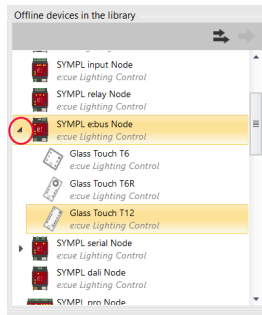 Offline devices in the library
SYMPL input Node
e:cue Lighting Control
SYMPL relay Node
e:cue Lighting Control
SYMPL e:bus Node
e:cue Lighting Control
Glass Touch T6
e:cue Lighting Control
Glass Touch T6R
e:cue Lighting Control
Glass Touch T12
e:cue Lighting Control
SYMPL serial Node
e:cue Lighting Control
SYMPL dali Node
e:cue Lighting Control
SYMPL pro Node